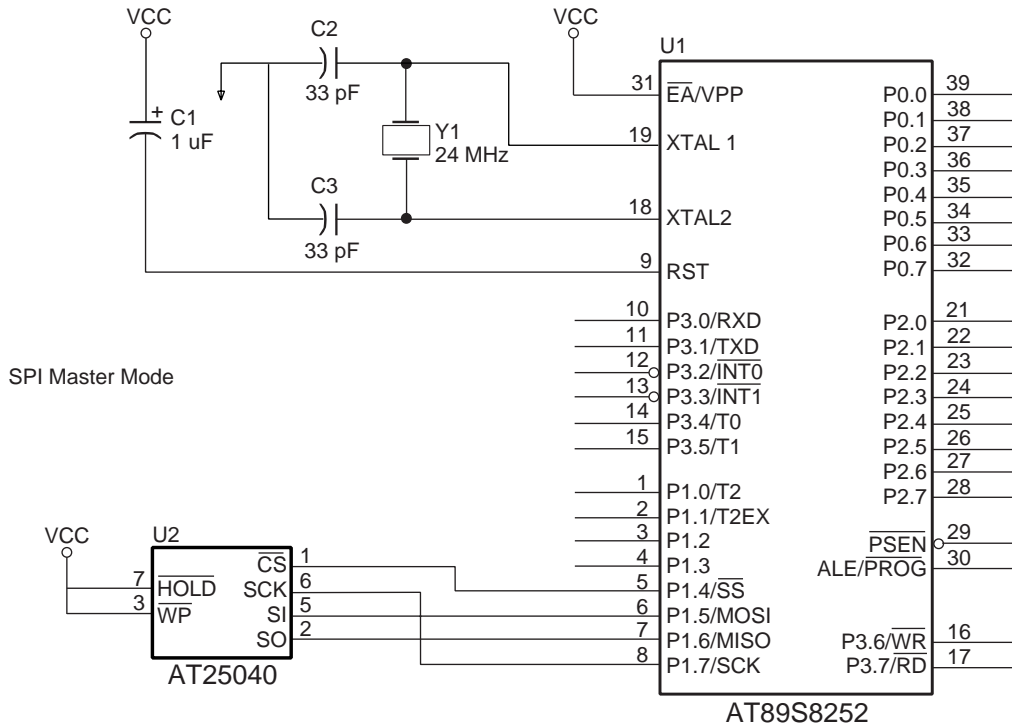 VCC
C1
1 uF
+
C2
33 pF
Y1
24 MHz
C3
33 pF
VCC
U1
31 EA/VPP
19 XTAL 1
18 XTAL2
9 RST
10 P3.0/RXD
11 P3.1/TXD
12 P3.2/INT0
13 P3.3/INT1
14 P3.4/T0
15 P3.5/T1
1 P1.0/T2
2 P1.1/T2EX
3 P1.2
4 P1.3
5 P1.4/SS
6 P1.5/MOSI
7 P1.6/MISO
8 P1.7/SCK
P0.0 39
P0.1 38
P0.2 37
P0.3 36
P0.4 35
P0.5 34
P0.6 33
P0.7 32
P2.0 21
P2.1 22
P2.2 23
P2.3 24
P2.4 25
P2.5 26
P2.6 27
P2.7 28
PSEN 29
ALE/PROG 30
P3.6/WR 16
P3.7/RD 17
AT89S8252
SPI Master Mode
VCC
U2
7 HOLD
3 WP
CS 1
SCK 6
SI 5
SO 2
AT25040